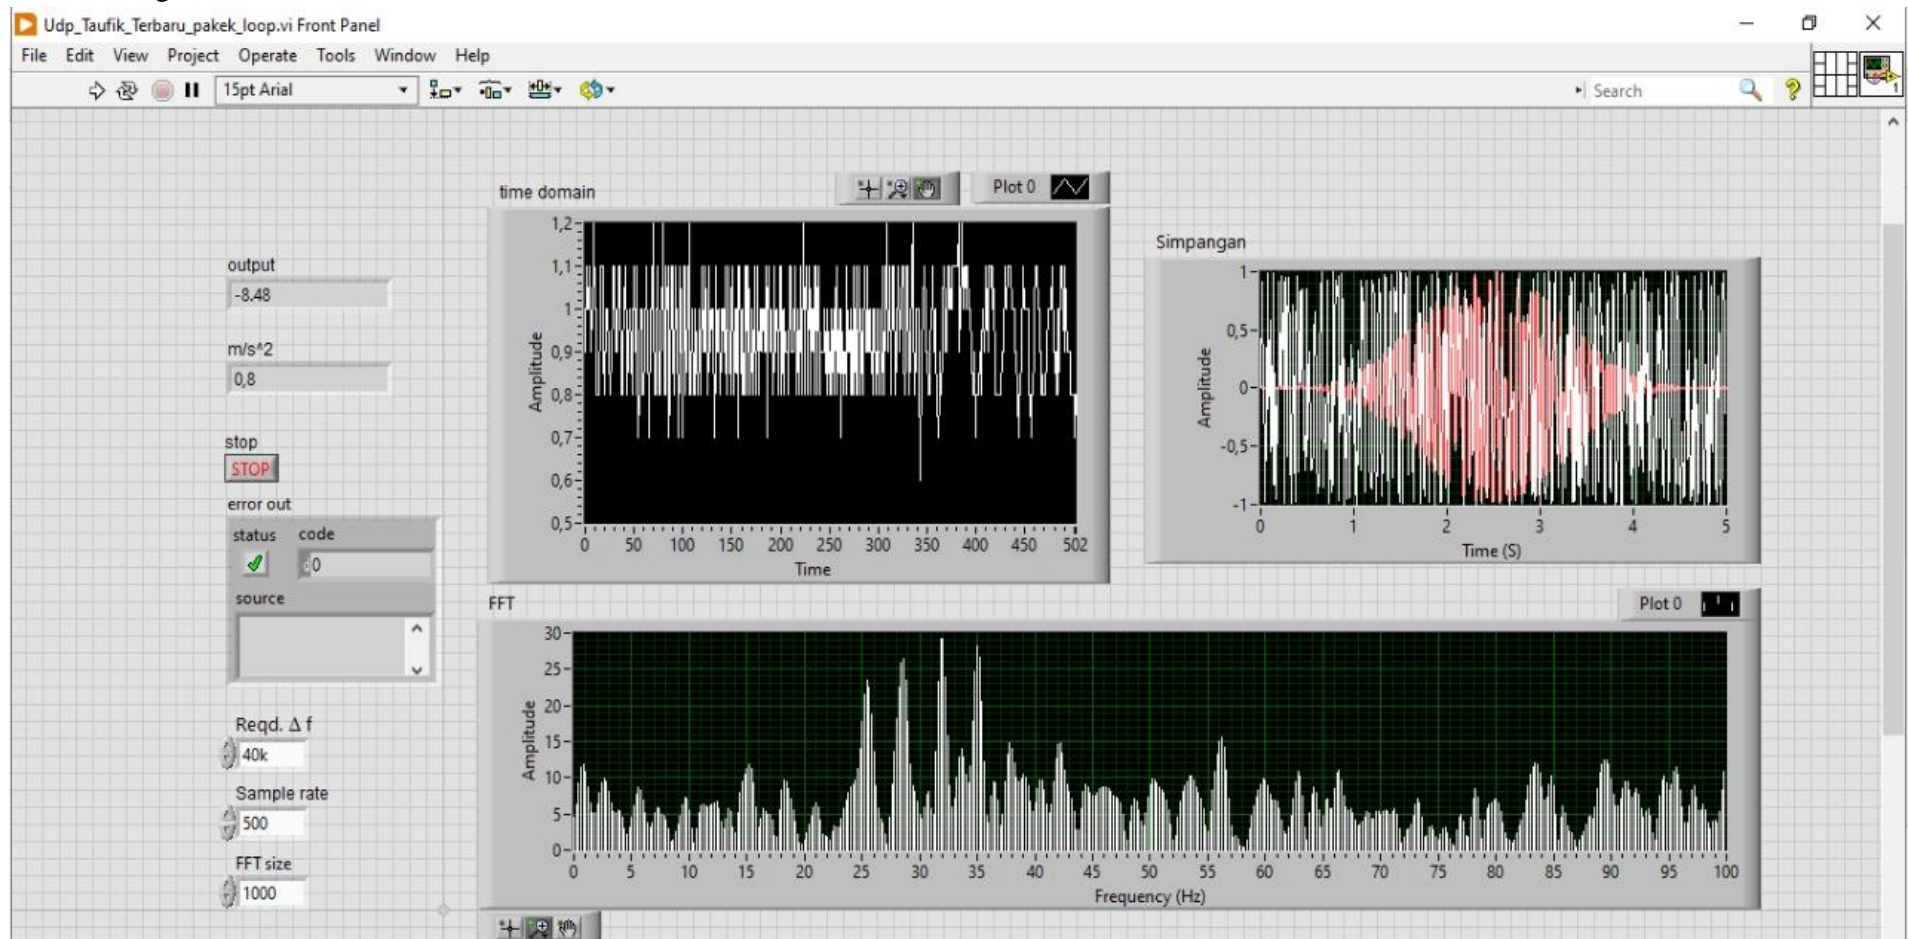 Udp_Taufik_Terbaru_pakek_loop.vi Front Panel
File Edit View Project Operate Tools Window Help
15pt Arial
Search
1
output
-8.48
m/s^2
0,8
stop
STOP
error out
status code
0
source
Reqd. Δ f
40k
Sample rate
500
FFT size
1000
time domain
Plot 0
Amplitude
1,2
1,1
1
0,9
0,8
0,7
0,6
0,5
0 50 100 150 200 250 300 350 400 450 502
Time
Simpangan
Amplitude
1
0,5
0
-0,5
-1
0 1 2 3 4 5
Time (S)
FFT
Plot 0
Amplitude
30
25
20
15
10
5
0
0 5 10 15 20 25 30 35 40 45 50 55 60 65 70 75 80 85 90 95 100
Frequency (Hz)